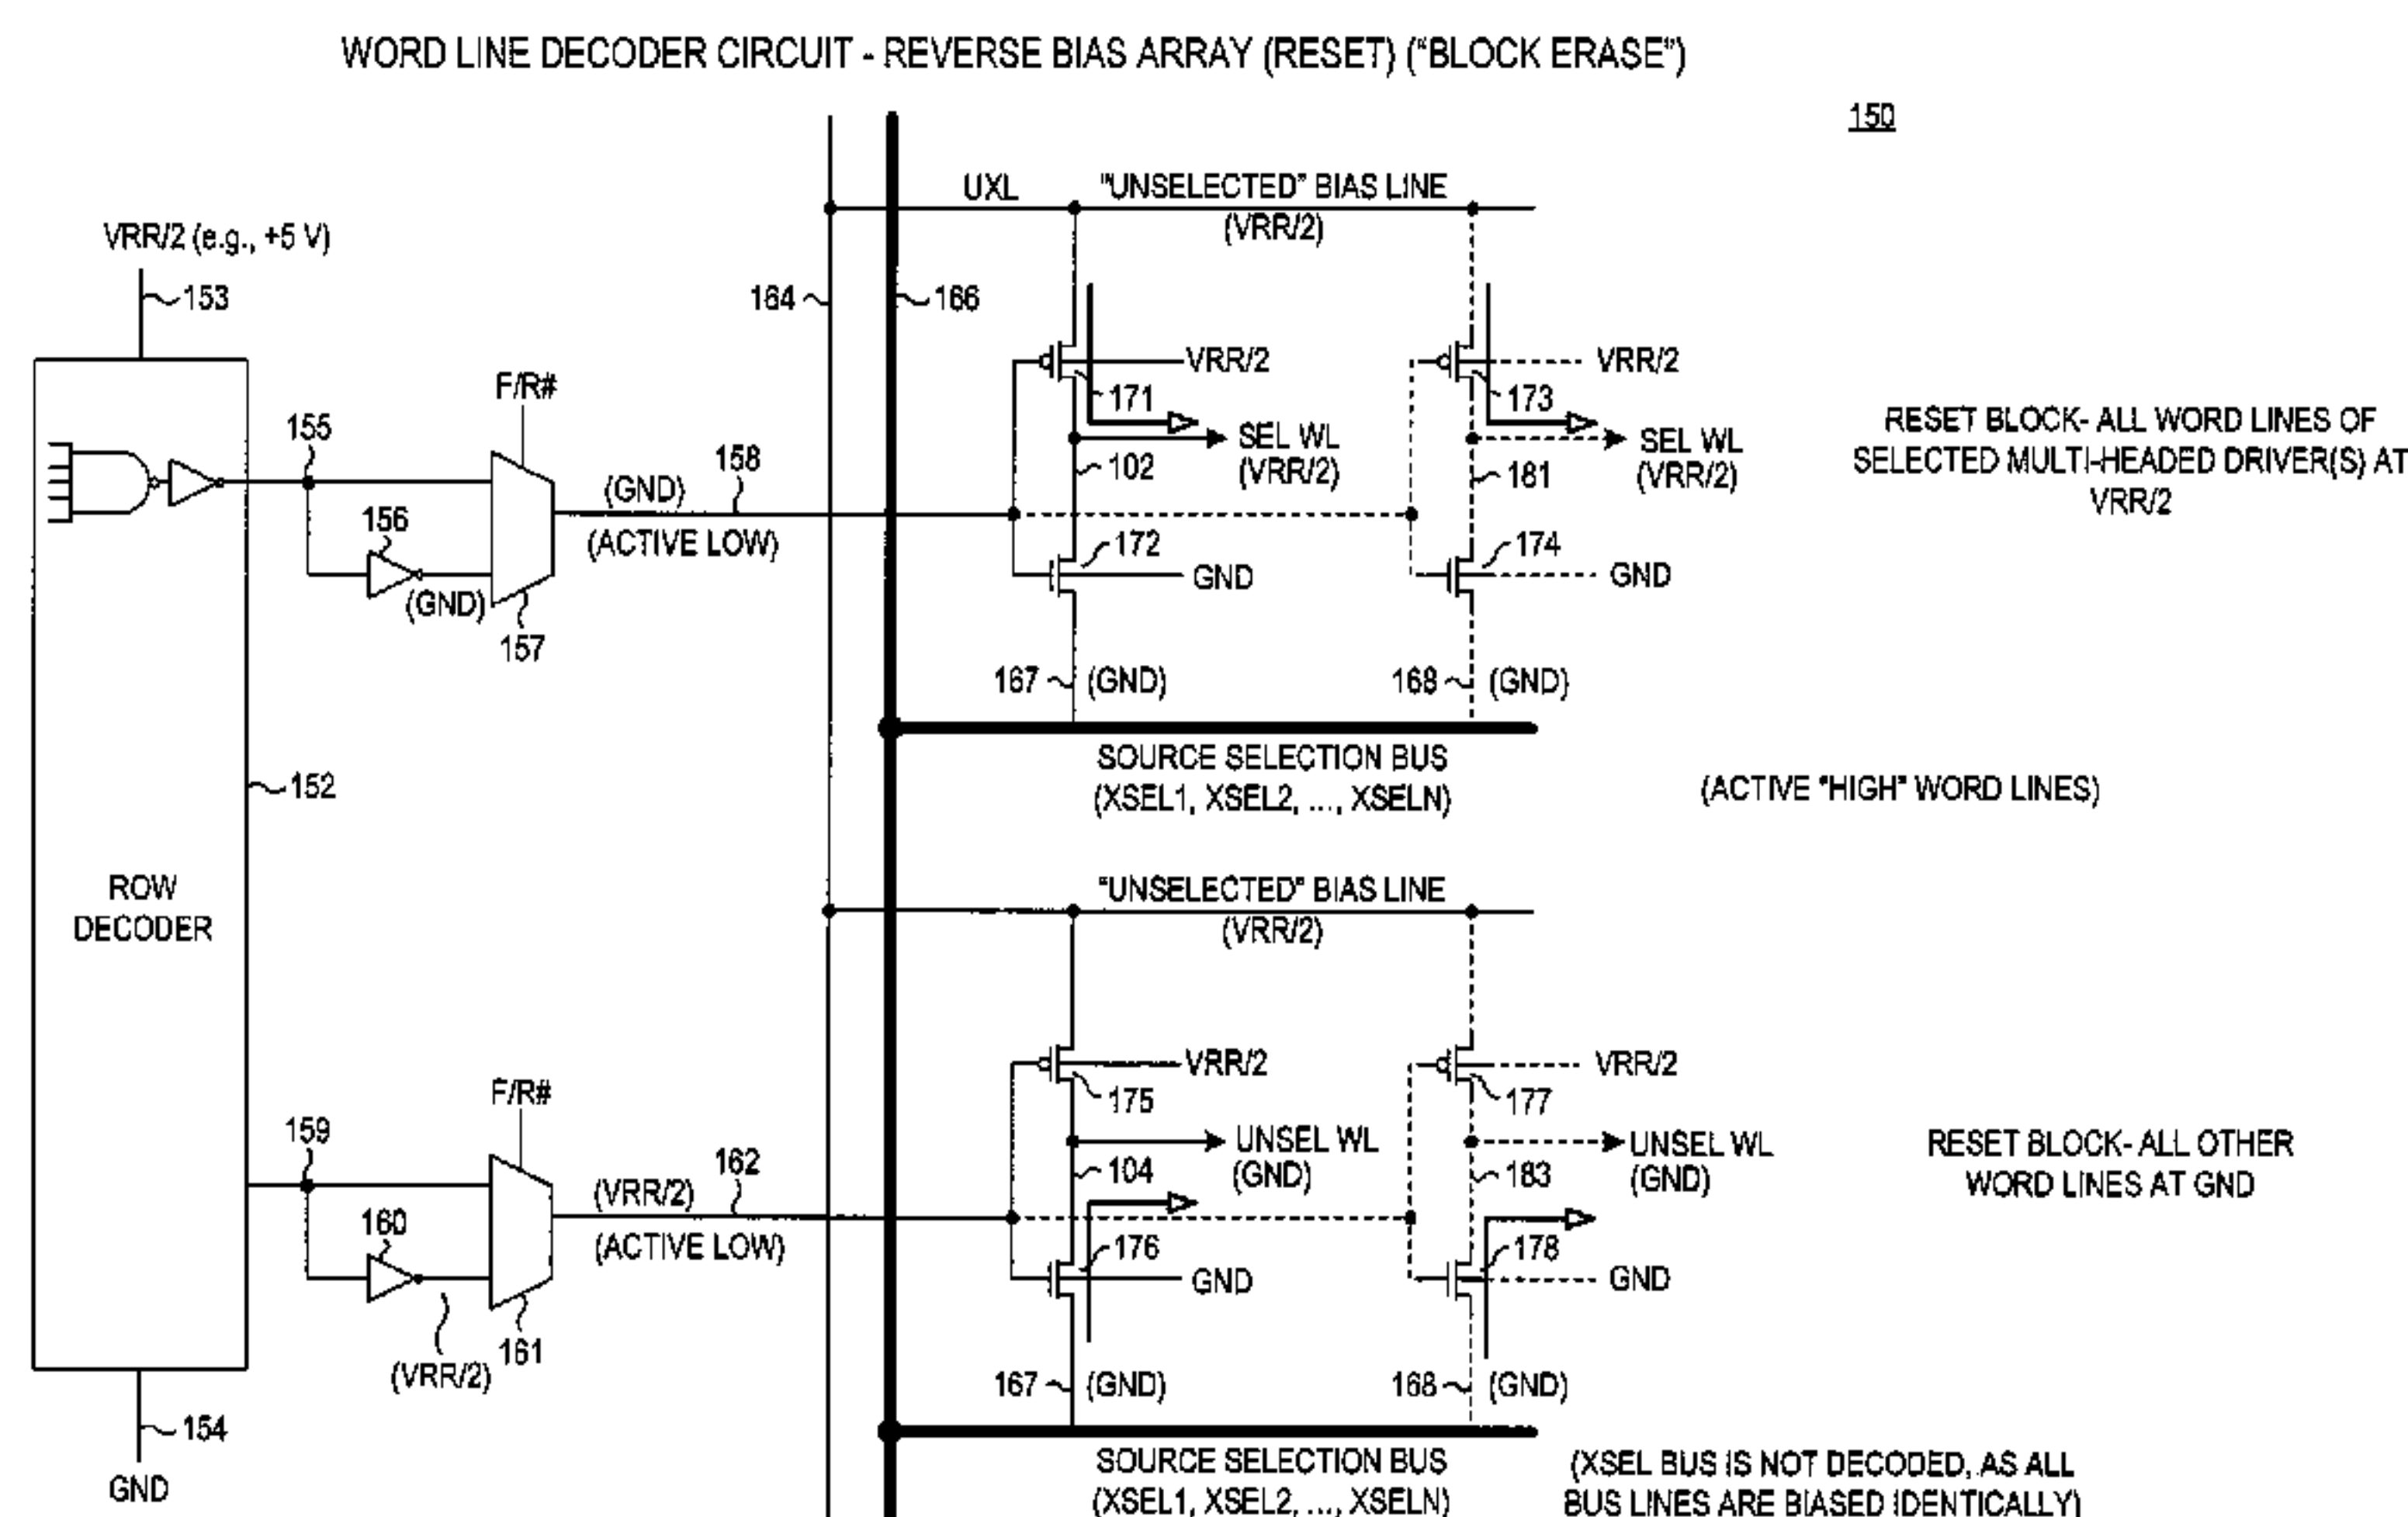 WORD LINE DECODER CIRCUIT - REVERSE BIAS ARRAY (RESET) ("BLOCK ERASE")
150
UXL
"UNSELECTED" BIAS LINE
(VRR/2)
VRR/2 (e.g., +5 V)
153
164
166
VRR/2
VRR/2
F/R#
171
173
155
SEL WL
(VRR/2)
SEL WL
(VRR/2)
RESET BLOCK- ALL WORD LINES OF
SELECTED MULTI-HEADED DRIVER(S) AT
VRR/2
102
181
(GND)
158
(ACTIVE LOW)
156
172
174
GND
GND
(GND)
157
167
(GND)
168
(GND)
SOURCE SELECTION BUS
(XSEL1, XSEL2, ..., XSELN)
(ACTIVE "HIGH" WORD LINES)
152
ROW
DECODER
"UNSELECTED" BIAS LINE
(VRR/2)
VRR/2
VRR/2
F/R#
175
177
159
UNSEL WL
(GND)
UNSEL WL
(GND)
RESET BLOCK- ALL OTHER
WORD LINES AT GND
104
183
(VRR/2)
162
(ACTIVE LOW)
160
176
178
GND
GND
161
(VRR/2)
167
(GND)
168
(GND)
154
GND
SOURCE SELECTION BUS
(XSEL1, XSEL2, ..., XSELN)
(XSEL BUS IS NOT DECODED, AS ALL
BUS LINES ARE BIASED IDENTICALLY)